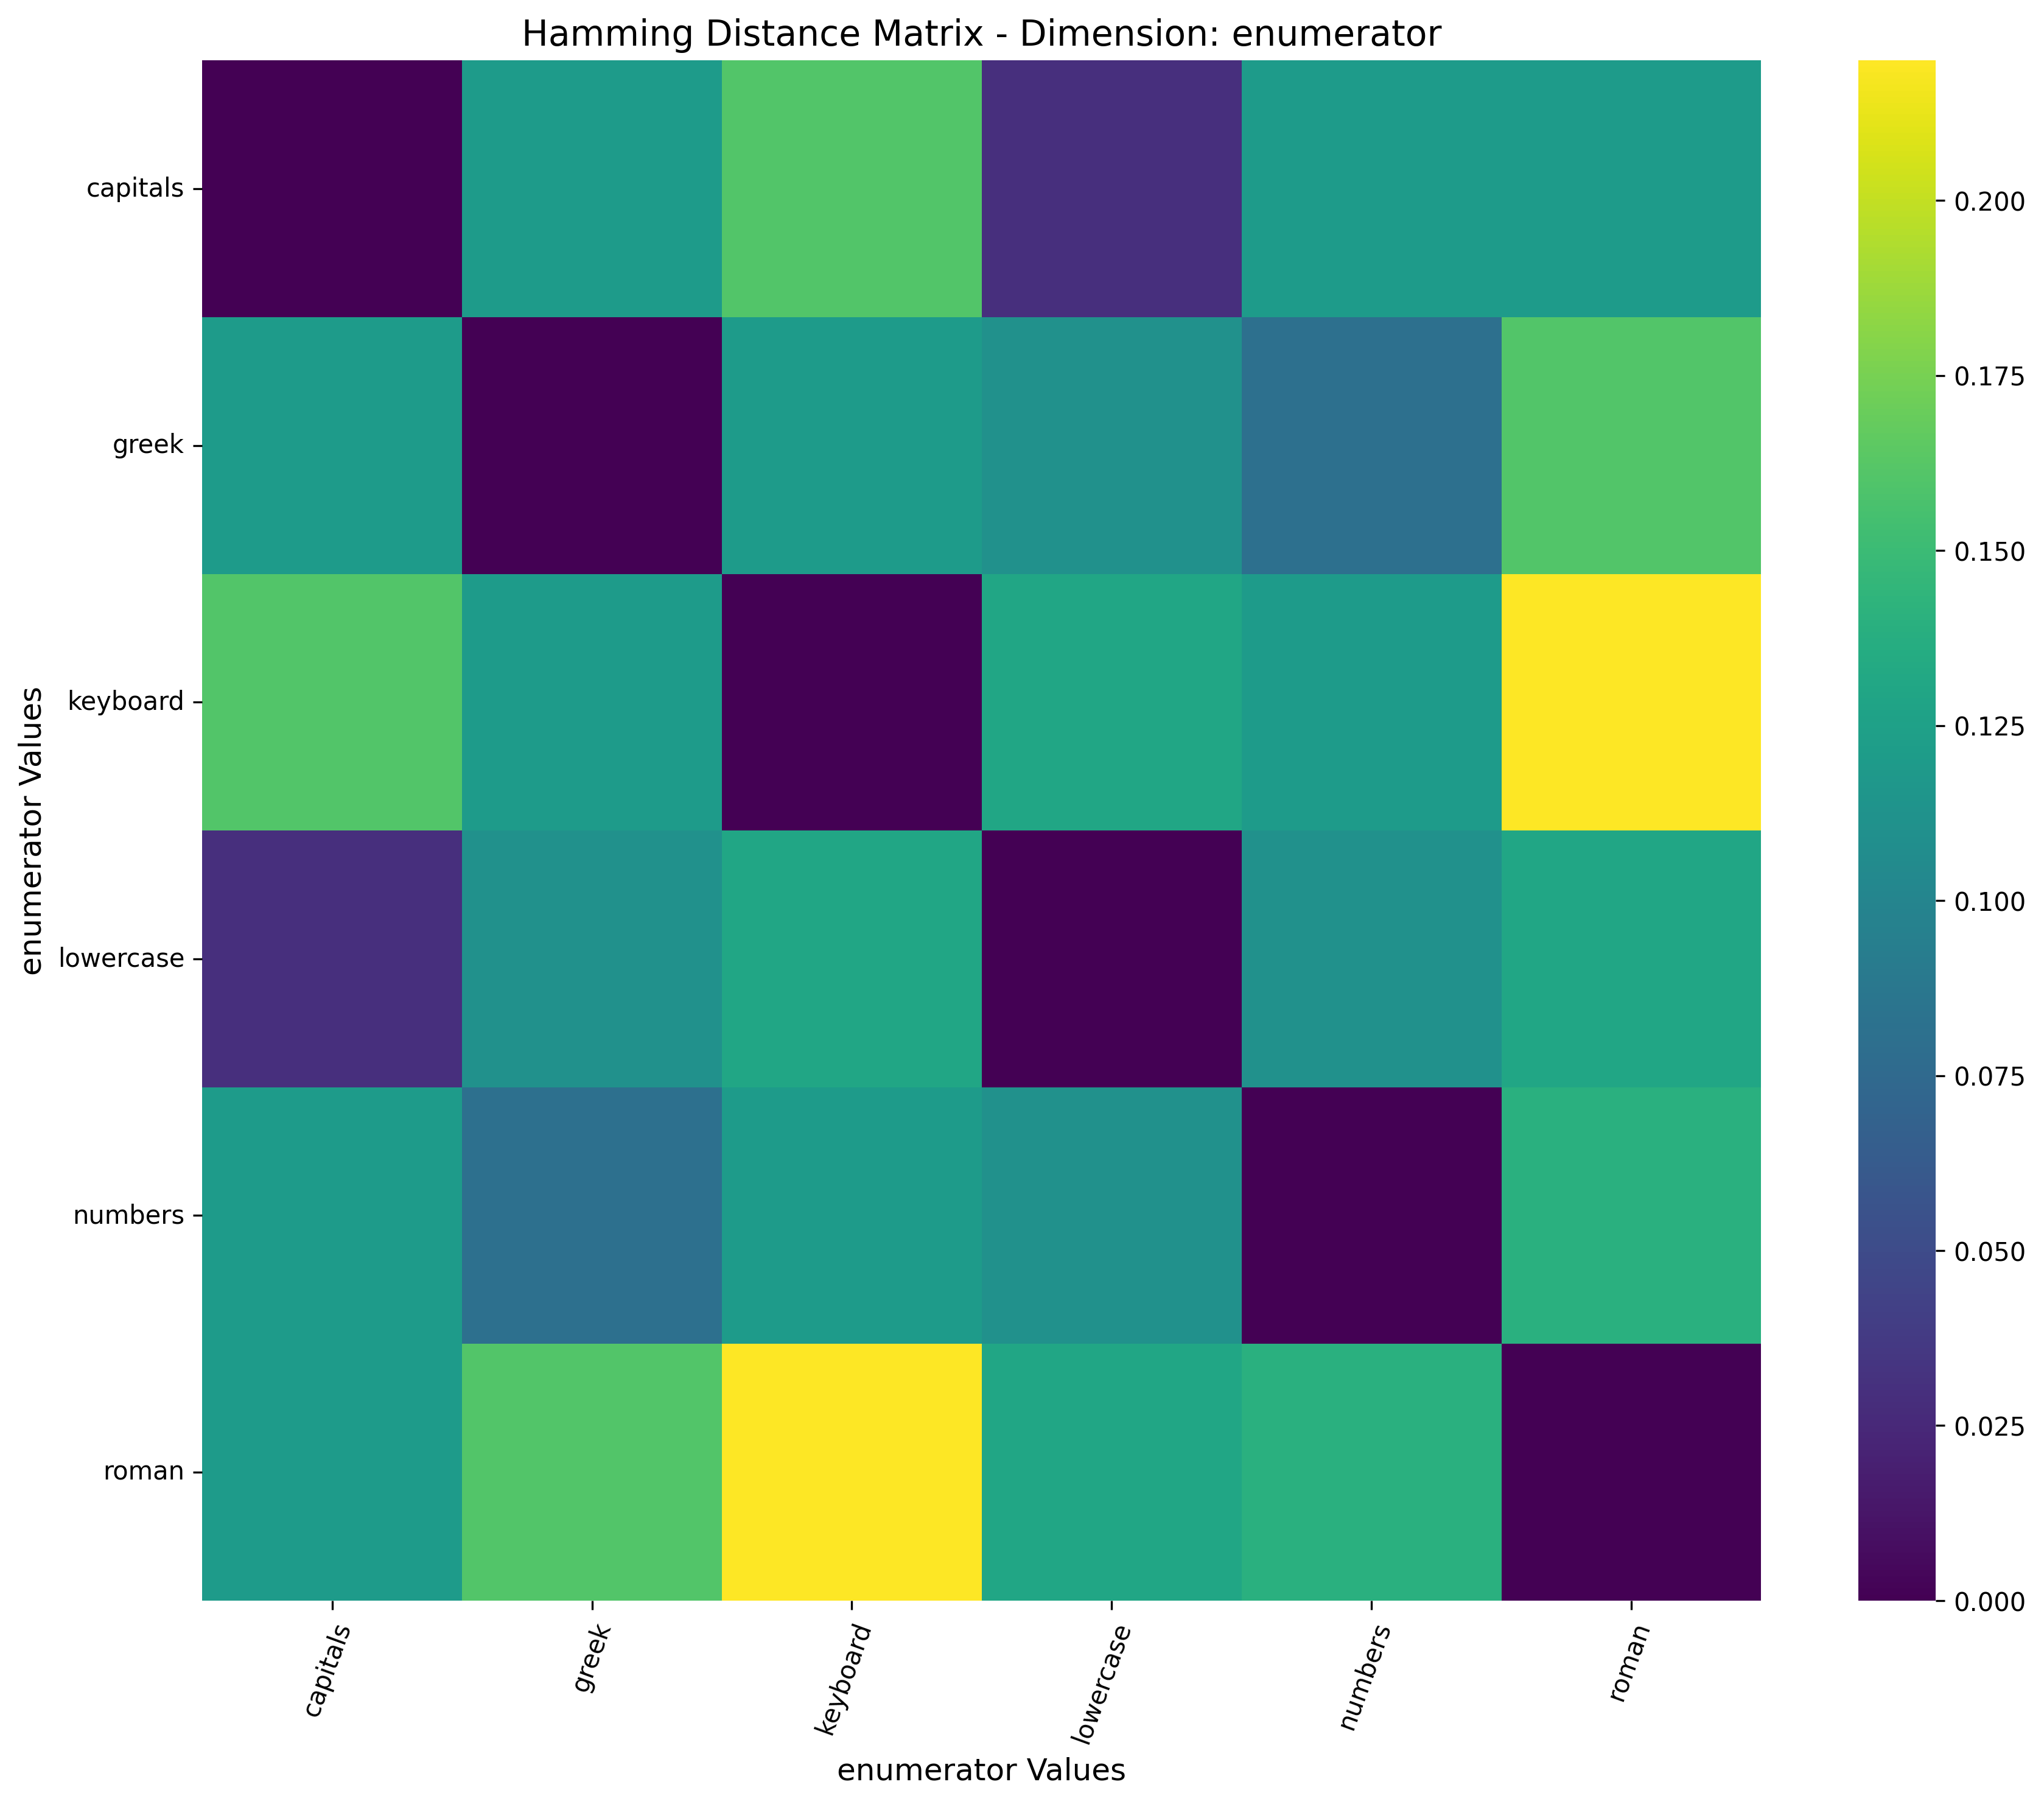 Hamming Distance Matrix - Dimension: enumerator
enumerator Values
capitals
greek
keyboard
lowercase
numbers
roman
capitals
greek
keyboard
lowercase
numbers
roman
enumerator Values
0.200
0.175
0.150
0.125
0.100
0.075
0.050
0.025
0.000